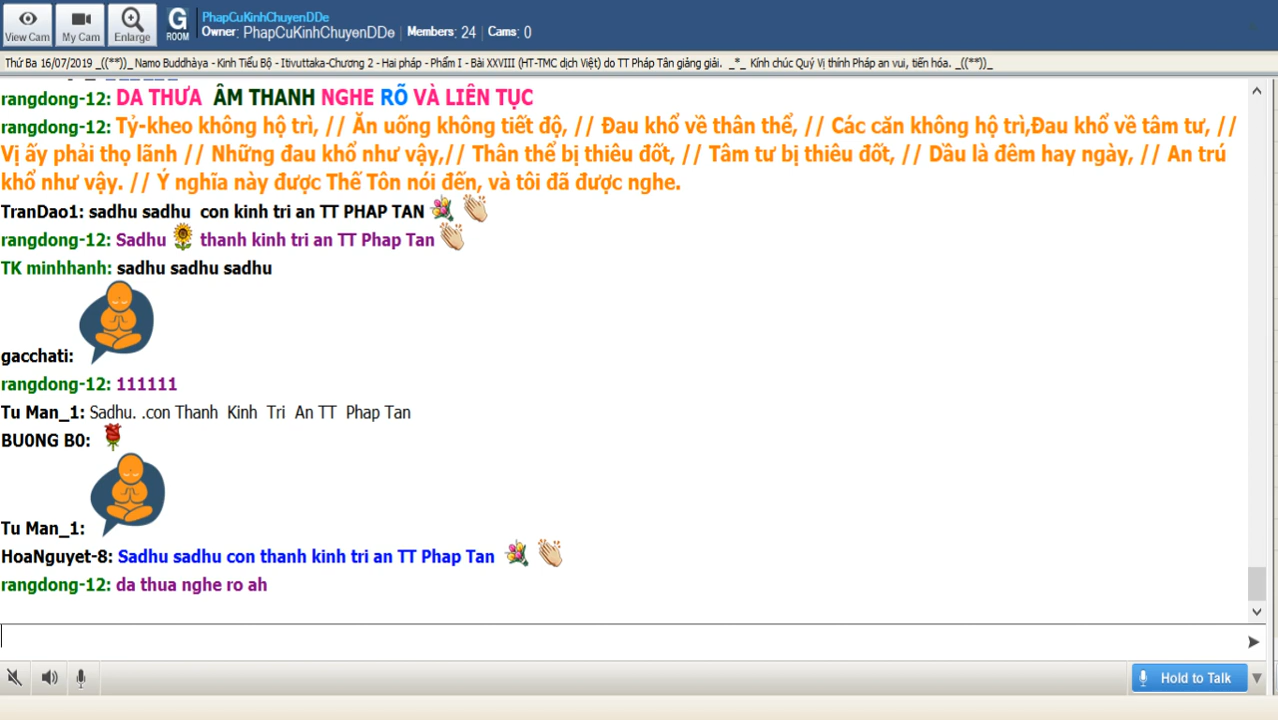 View Cam
My Cam
Enlarge
G
ROOM
PhapCuKinhChuyenDDe
Owner: PhapCuKinhChuyenDDe | Members: 24 | Cams: 0
Thứ Ba 16/07/2019 _((**))_ Namo Buddhàya - Kinh Tiểu Bộ - Itivuttaka-Chương 2 - Hai pháp - Phẩm I - Bài XXVIII (HT-TMC dịch Việt) do TT Pháp Tân giảng giải. _*_ Kính chúc Quý Vị thính Pháp an vui, tiến hóa. _((**))_
rangdong-12: DA THƯA ÂM THANH NGHE RÕ VÀ LIÊN TỤC
rangdong-12: Tỷ-kheo không hộ trì, // Ăn uống không tiết độ, // Đau khổ về thân thể, // Các căn không hộ trì,Đau khổ về tâm tư, //
Vị ấy phải thọ lãnh // Những đau khổ như vậy,// Thân thể bị thiêu đốt, // Tâm tư bị thiêu đốt, // Dầu là đêm hay ngày, // An trú
khổ như vậy. // Ý nghĩa này được Thế Tôn nói đến, và tôi đã được nghe.
TranDao1: sadhu sadhu con kinh tri an TT PHAP TAN
rangdong-12: Sadhu thanh kinh tri an TT Phap Tan
TK minhhanh: sadhu sadhu sadhu
gacchati:
rangdong-12: 111111
Tu Man_1: Sadhu. .con Thanh Kinh Tri An TT Phap Tan
BU0NG B0:
Tu Man_1:
HoaNguyet-8: Sadhu sadhu con thanh kinh tri an TT Phap Tan
rangdong-12: da thua nghe ro ah
Hold to Talk